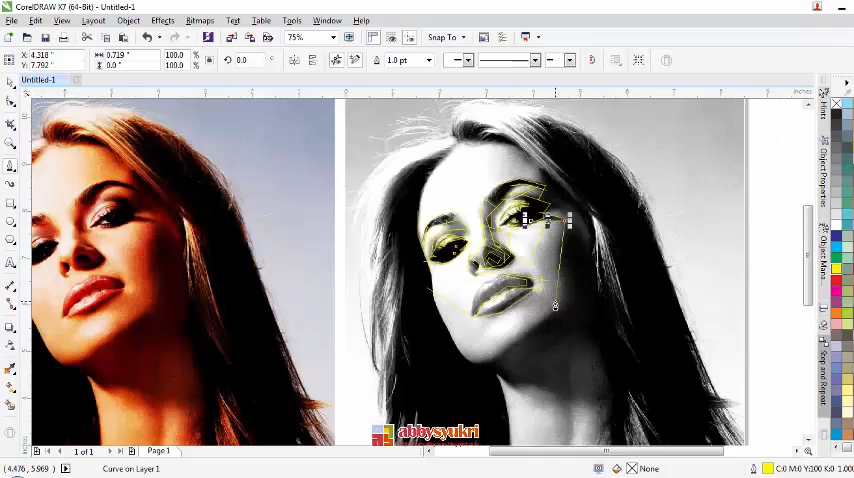 CorelDRAW X7 (64-Bit) - Untitled-1
File Edit View Layout Object Effects Bitmaps Text Table Tools Window Help
75% Snap To
X: 4.318 " 0.719 " 100.0 %
Y: 7.792 " 0.0 " 100.0 %
0.0 1.0 pt
Untitled-1
inches
Hints
Object Properties
Object Mana...
Step and Repeat
abbysyukri
1 of 1 Page 1
(4.476, 5.969) Curve on Layer 1 None C:0 M:0 Y:100 K:0 1.000